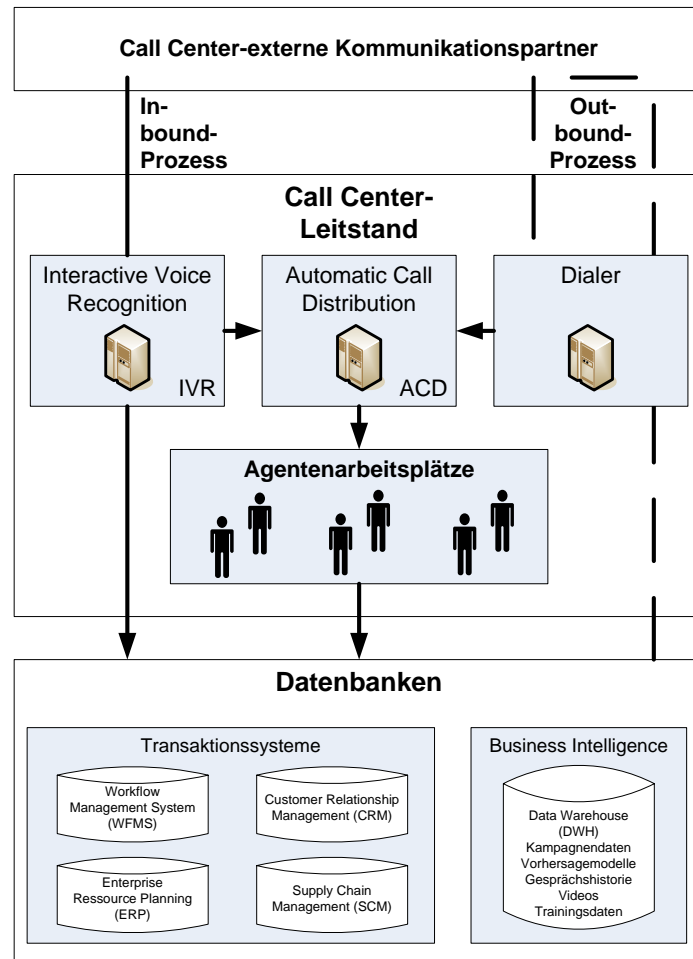 Call Center-externe Kommunikationspartner
In-
bound-
Prozess
Out-
bound-
Prozess
Call Center-
Leitstand
Interactive Voice
Recognition
IVR
Automatic Call
Distribution
ACD
Dialer
Agentenarbeitsplätze
Datenbanken
Transaktionssysteme
Workflow
Management System
(WFMS)
Customer Relationship
Management (CRM)
Enterprise
Ressource Planning
(ERP)
Supply Chain
Management (SCM)
Business Intelligence
Data Warehouse
(DWH)
Kampagnendaten
Vorhersagemodelle
Gesprächshistorie
Videos
Trainingsdaten